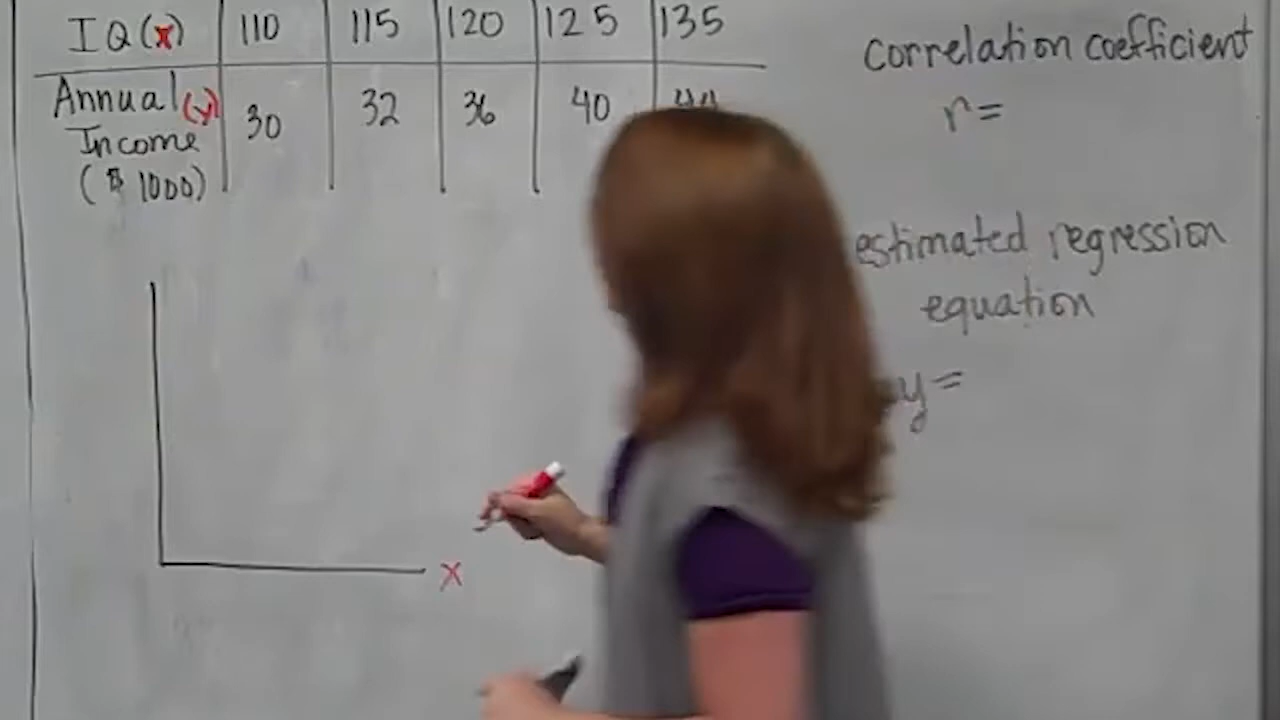 IQ(x) 110 115 120 125 135
Annual (y) 30 32 36 40 44
Income
($ 1000)
correlation coefficient
r=
estimated regression
equation
y=
x